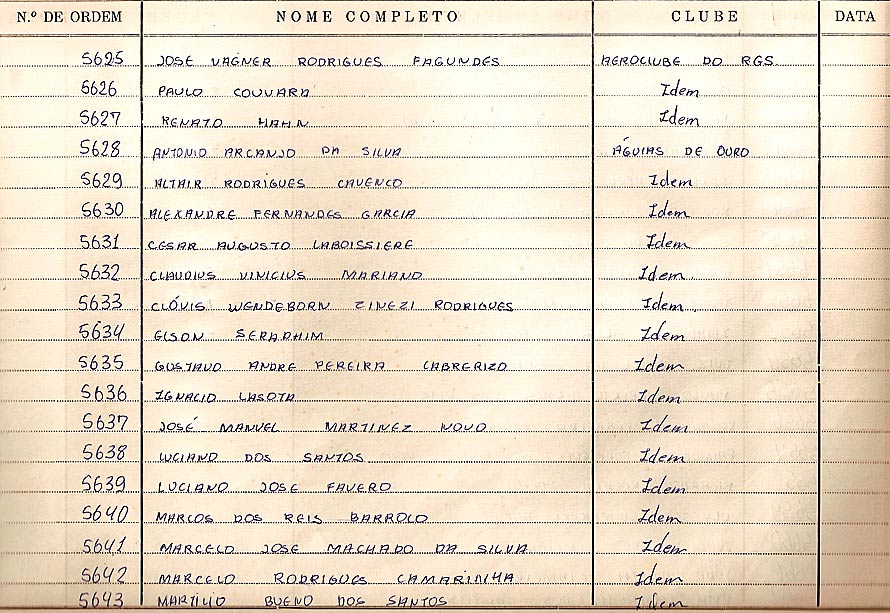 N.º DE ORDEM NOME COMPLETO CLUBE DATA
5625 JOSE VAGNER RODRIGUES FAGUNDES AEROCLUBE DO RGS
5626 PAULO COUVARA Idem
5627 RENATO HAHN Idem
5628 ANTONIO ARCANJO DA SILVA ÁGUIAS DE OURO
5629 ALTAIR RODRIGUES CAVENCO Idem
5630 ALEXANDRE FERNANDES GARCIA Idem
5631 CESAR AUGUSTO LABOISSIERE Idem
5632 CLAUDIUS VINICIUS MARIANO Idem
5633 CLÓVIS WENDEBORN ZINEZI RODRIGUES Idem
5634 ELSON SERAPHIM Idem
5635 GUSTAVO ANDRE PEREIRA CABRERIZO Idem
5636 IGNACIO LASOTA Idem
5637 JOSÉ MANUEL MARTINEZ NOVO Idem
5638 LUCIANO DOS SANTOS Idem
5639 LUCIANO JOSE FAVERO Idem
5640 MARCOS DOS REIS BARROLO Idem
5641 MARCELO JOSE MACHADO DA SILVA Idem
5642 MARCELO RODRIGUES CAMARINHA Idem
5643 MARTILIO BUENO DOS SANTOS Idem